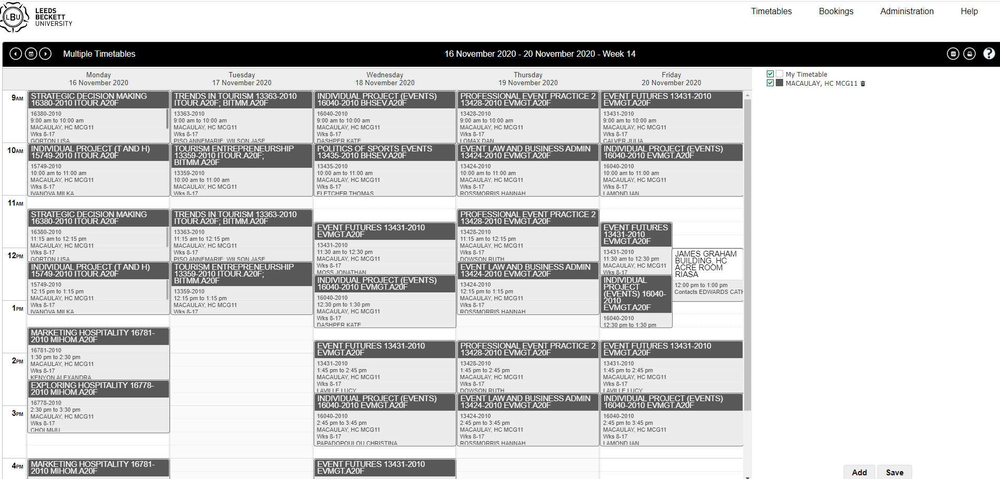 LBU
LEEDS
BECKETT
UNIVERSITY
Timetables
Bookings
Administration
Help
Multiple Timetables
16 November 2020 - 20 November 2020 - Week 14
?
My Timetable
MACAULAY, HC MCG11
Monday
16 November 2020
Tuesday
17 November 2020
Wednesday
18 November 2020
Thursday
19 November 2020
Friday
20 November 2020
9AM
10AM
11AM
12PM
1PM
2PM
3PM
4PM
STRATEGIC DECISION MAKING
16380-2010 ITOUR.A20F
16380-2010
9:00 am to 10:00 am
MACAULAY, HC MCG11
Wks 8-17
GORTON LISA
INDIVIDUAL PROJECT (T AND H)
15749-2010 ITOUR.A20F
15749-2010
10:00 am to 11:00 am
MACAULAY, HC MCG11
Wks 8-17
IVANOVA MILKA
STRATEGIC DECISION MAKING
16380-2010 ITOUR.A20F
16380-2010
11:15 am to 12:15 pm
MACAULAY, HC MCG11
Wks 8-17
GORTON LISA
INDIVIDUAL PROJECT (T AND H)
15749-2010 ITOUR.A20F
15749-2010
12:15 pm to 1:15 pm
MACAULAY, HC MCG11
Wks 8-17
IVANOVA MILKA
MARKETING HOSPITALITY 16781-
2010 MIHOM.A20F
16781-2010
1:30 pm to 2:30 pm
MACAULAY, HC MCG11
Wks 8-17
KENYON ALEXANDRA
EXPLORING HOSPITALITY 16778-
2010 MIHOM.A20F
16778-2010
2:30 pm to 3:30 pm
MACAULAY, HC MCG11
Wks 8-17
CHOI MIJU
MARKETING HOSPITALITY 16781-
2010 MIHOM.A20F
TRENDS IN TOURISM 13363-2010
ITOUR.A20F; BITMM.A20F
13363-2010
9:00 am to 10:00 am
MACAULAY, HC MCG11
Wks 8-17
PISO ANNEMARIE; WILSON JASE
TOURISM ENTREPRENEURSHIP
13359-2010 ITOUR.A20F;
BITMM.A20F
13359-2010
10:00 am to 11:00 am
MACAULAY, HC MCG11
Wks 8-17
TRENDS IN TOURISM 13363-2010
ITOUR.A20F; BITMM.A20F
13363-2010
11:15 am to 12:15 pm
MACAULAY, HC MCG11
Wks 8-17
PISO ANNEMARIE; WILSON JASE
TOURISM ENTREPRENEURSHIP
13359-2010 ITOUR.A20F;
BITMM.A20F
13359-2010
12:15 pm to 1:15 pm
MACAULAY, HC MCG11
Wks 8-17
INDIVIDUAL PROJECT (EVENTS)
16040-2010 BHSEV.A20F
16040-2010
9:00 am to 10:00 am
MACAULAY, HC MCG11
Wks 8-17
DASHPER KATE
POLITICS OF SPORTS EVENTS
13435-2010 BHSEV.A20F
13435-2010
10:00 am to 11:00 am
MACAULAY, HC MCG11
Wks 8-17
FLETCHER THOMAS
EVENT FUTURES 13431-2010
EVMGT.A20F
13431-2010
11:30 am to 12:30 pm
MACAULAY, HC MCG11
Wks 8-17
MOSS JONATHAN
INDIVIDUAL PROJECT (EVENTS)
16040-2010 EVMGT.A20F
16040-2010
12:30 pm to 1:30 pm
MACAULAY, HC MCG11
Wks 8-17
DASHPER KATE
EVENT FUTURES 13431-2010
EVMGT.A20F
13431-2010
1:45 pm to 2:45 pm
MACAULAY, HC MCG11
Wks 8-17
LAVILLE LUCY
INDIVIDUAL PROJECT (EVENTS)
16040-2010 EVMGT.A20F
16040-2010
2:45 pm to 3:45 pm
MACAULAY, HC MCG11
Wks 8-17
PAPADOPOULOU CHRISTINA
EVENT FUTURES 13431-2010
EVMGT.A20F
PROFESSIONAL EVENT PRACTICE 2
13428-2010 EVMGT.A20F
13428-2010
9:00 am to 10:00 am
MACAULAY, HC MCG11
Wks 8-17
LOMAX DAN
EVENT LAW AND BUSINESS ADMIN
13424-2010 EVMGT.A20F
13424-2010
10:00 am to 11:00 am
MACAULAY, HC MCG11
Wks 8-17
ROSSMORRIS HANNAH
PROFESSIONAL EVENT PRACTICE 2
13428-2010 EVMGT.A20F
13428-2010
11:15 am to 12:15 pm
MACAULAY, HC MCG11
Wks 8-17
DOWSON RUTH
EVENT LAW AND BUSINESS ADMIN
13424-2010 EVMGT.A20F
13424-2010
12:15 pm to 1:15 pm
MACAULAY, HC MCG11
Wks 8-17
ROSSMORRIS HANNAH
PROFESSIONAL EVENT PRACTICE 2
13428-2010 EVMGT.A20F
13428-2010
1:45 pm to 2:45 pm
MACAULAY, HC MCG11
Wks 8-17
DOWSON RUTH
EVENT LAW AND BUSINESS ADMIN
13424-2010 EVMGT.A20F
13424-2010
2:45 pm to 3:45 pm
MACAULAY, HC MCG11
Wks 8-17
ROSSMORRIS HANNAH
EVENT FUTURES 13431-2010
EVMGT.A20F
13431-2010
9:00 am to 10:00 am
MACAULAY, HC MCG11
Wks 8-17
CALVER JULIA
INDIVIDUAL PROJECT (EVENTS)
16040-2010 EVMGT.A20F
16040-2010
10:00 am to 11:00 am
MACAULAY, HC MCG11
Wks 8-17
LAMOND IAN
EVENT FUTURES
13431-2010
EVMGT.A20F
13431-2010
11:30 am to 12:30 pm
MACAULAY, HC MCG11
Wks 8-17
JAMES GRAHAM
BUILDING, HC
ACRE ROOM
RIASA
12:00 pm to 1:00 pm
Contacts EDWARDS CATH
INDIVIDUAL
PROJECT
(EVENTS) 16040-
2010
EVMGT.A20F
16040-2010
12:30 pm to 1:30 pm
EVENT FUTURES 13431-2010
EVMGT.A20F
13431-2010
1:45 pm to 2:45 pm
MACAULAY, HC MCG11
Wks 8-17
LAVILLE LUCY
INDIVIDUAL PROJECT (EVENTS)
16040-2010 EVMGT.A20F
16040-2010
2:45 pm to 3:45 pm
MACAULAY, HC MCG11
Wks 8-17
LAMOND IAN
Add
Save